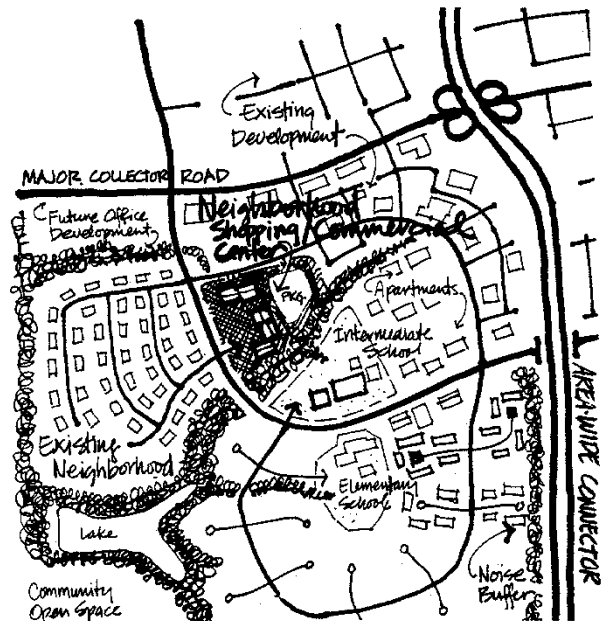 Existing
Development
MAJOR COLLECTOR ROAD
Future Office
Development
Neighborhood
Shopping/Commercial
Center
PKG.
Apartments
Intermediate
School
Existing
Neighborhood
Elementary
School
AREA-WIDE CONNECTOR
Lake
Noise
Buffer
Community
Open Space